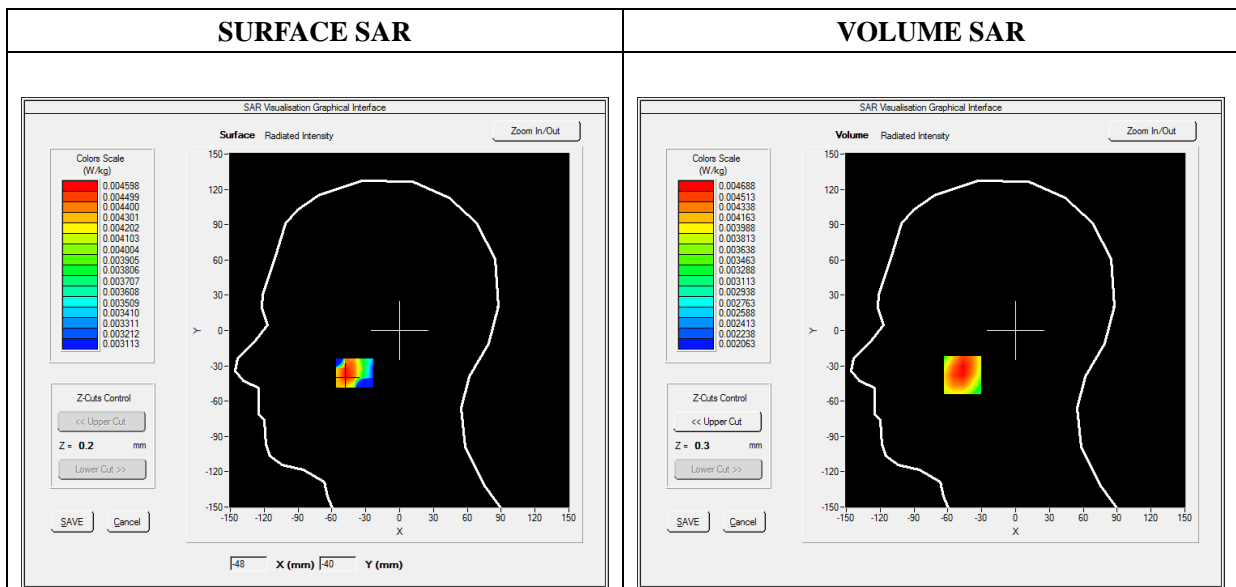 SURFACE SAR
VOLUME SAR
SAR Visualisation Graphical Interface
Surface Radiated Intensity
Zoom In/Out
Colors Scale
(W/kg)
0.004598
0.004499
0.004400
0.004301
0.004202
0.004103
0.004004
0.003905
0.003806
0.003707
0.003608
0.003509
0.003410
0.003311
0.003212
0.003113
Z-Cuts Control
<< Upper Cut
Z = 0.2 mm
Lower Cut >>
SAVE Cancel
150
120
90
60
30
0
-30
-60
-90
-120
-150
Y
-150 -120 -90 -60 -30 0 30 60 90 120 150
X
-48 X (mm) -40 Y (mm)
SAR Visualisation Graphical Interface
Volume Radiated Intensity
Zoom In/Out
Colors Scale
(W/kg)
0.004688
0.004513
0.004338
0.004163
0.003988
0.003813
0.003638
0.003463
0.003288
0.003113
0.002938
0.002763
0.002588
0.002413
0.002238
0.002063
Z-Cuts Control
<< Upper Cut
Z = 0.3 mm
Lower Cut >>
SAVE Cancel
150
120
90
60
30
0
-30
-60
-90
-120
-150
Y
-150 -120 -90 -60 -30 0 30 60 90 120 150
X